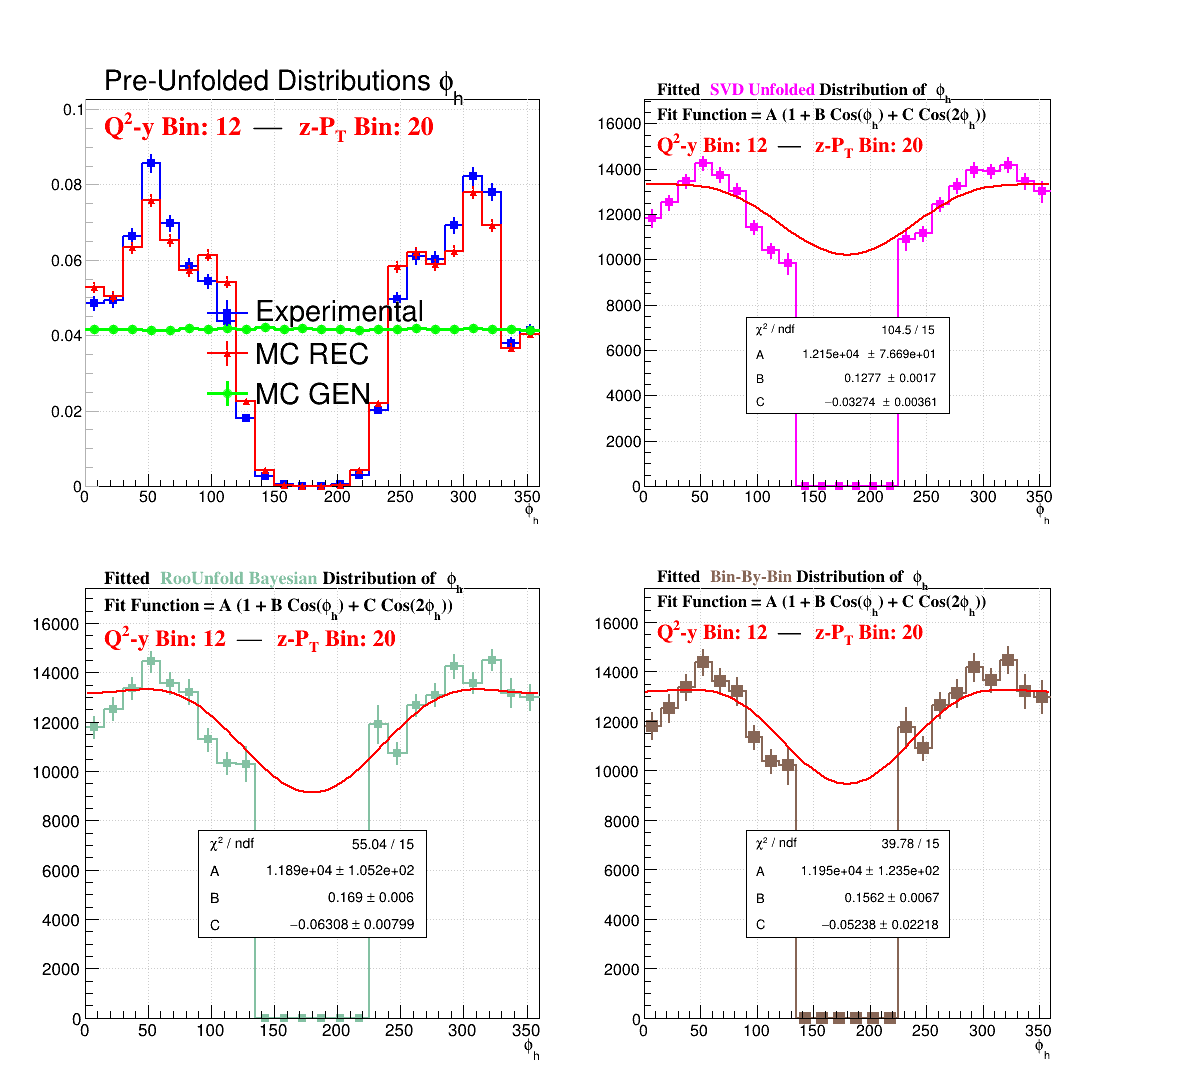 Pre-Unfolded Distributions ϕh
Q2-y Bin: 12 — z-PT Bin: 20
0.1
0.08
0.06
0.04
0.02
0
Experimental
MC REC
MC GEN
0 50 100 150 200 250 300 350
ϕh
Fitted SVD Unfolded Distribution of ϕh
Fit Function = A (1 + B Cos(ϕh) + C Cos(2ϕh))
Q2-y Bin: 12 — z-PT Bin: 20
16000
14000
12000
10000
8000
6000
4000
2000
0
χ2 / ndf 104.5 / 15
A 1.215e+04 ± 7.669e+01
B 0.1277 ± 0.0017
C −0.03274 ± 0.00361
0 50 100 150 200 250 300 350
ϕh
Fitted RooUnfold Bayesian Distribution of ϕh
Fit Function = A (1 + B Cos(ϕh) + C Cos(2ϕh))
Q2-y Bin: 12 — z-PT Bin: 20
16000
14000
12000
10000
8000
6000
4000
2000
0
χ2 / ndf 55.04 / 15
A 1.189e+04 ± 1.052e+02
B 0.169 ± 0.006
C −0.06308 ± 0.00799
0 50 100 150 200 250 300 350
ϕh
Fitted Bin-By-Bin Distribution of ϕh
Fit Function = A (1 + B Cos(ϕh) + C Cos(2ϕh))
Q2-y Bin: 12 — z-PT Bin: 20
16000
14000
12000
10000
8000
6000
4000
2000
0
χ2 / ndf 39.78 / 15
A 1.195e+04 ± 1.235e+02
B 0.1562 ± 0.0067
C −0.05238 ± 0.02218
0 50 100 150 200 250 300 350
ϕh